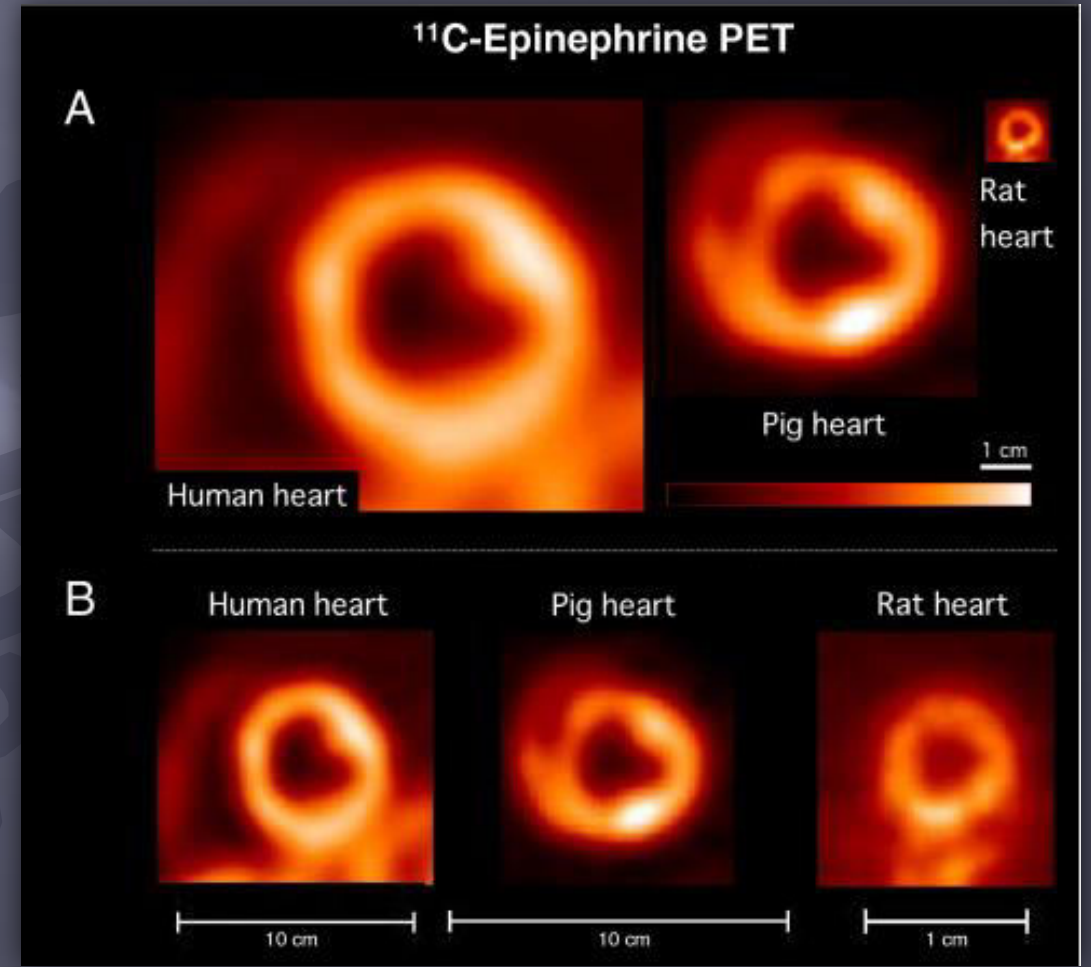 ¹¹C-Epinephrine PET
A
Rat
heart
Pig heart
1 cm
Human heart
B
Human heart
Pig heart
Rat heart
10 cm
10 cm
1 cm